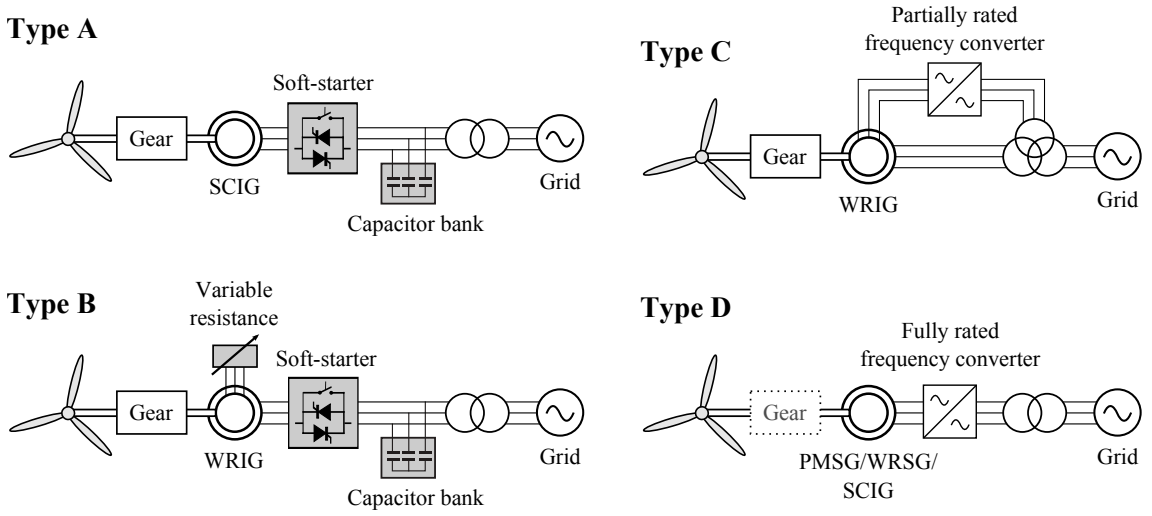 Type A
Soft-starter
Gear
SCIG
Capacitor bank
Grid
Type B
Variable
resistance
Soft-starter
Gear
WRIG
Capacitor bank
Grid
Type C
Partially rated
frequency converter
Gear
WRIG
Grid
Type D
Fully rated
frequency converter
Gear
PMSG/WRSG/
SCIG
Grid